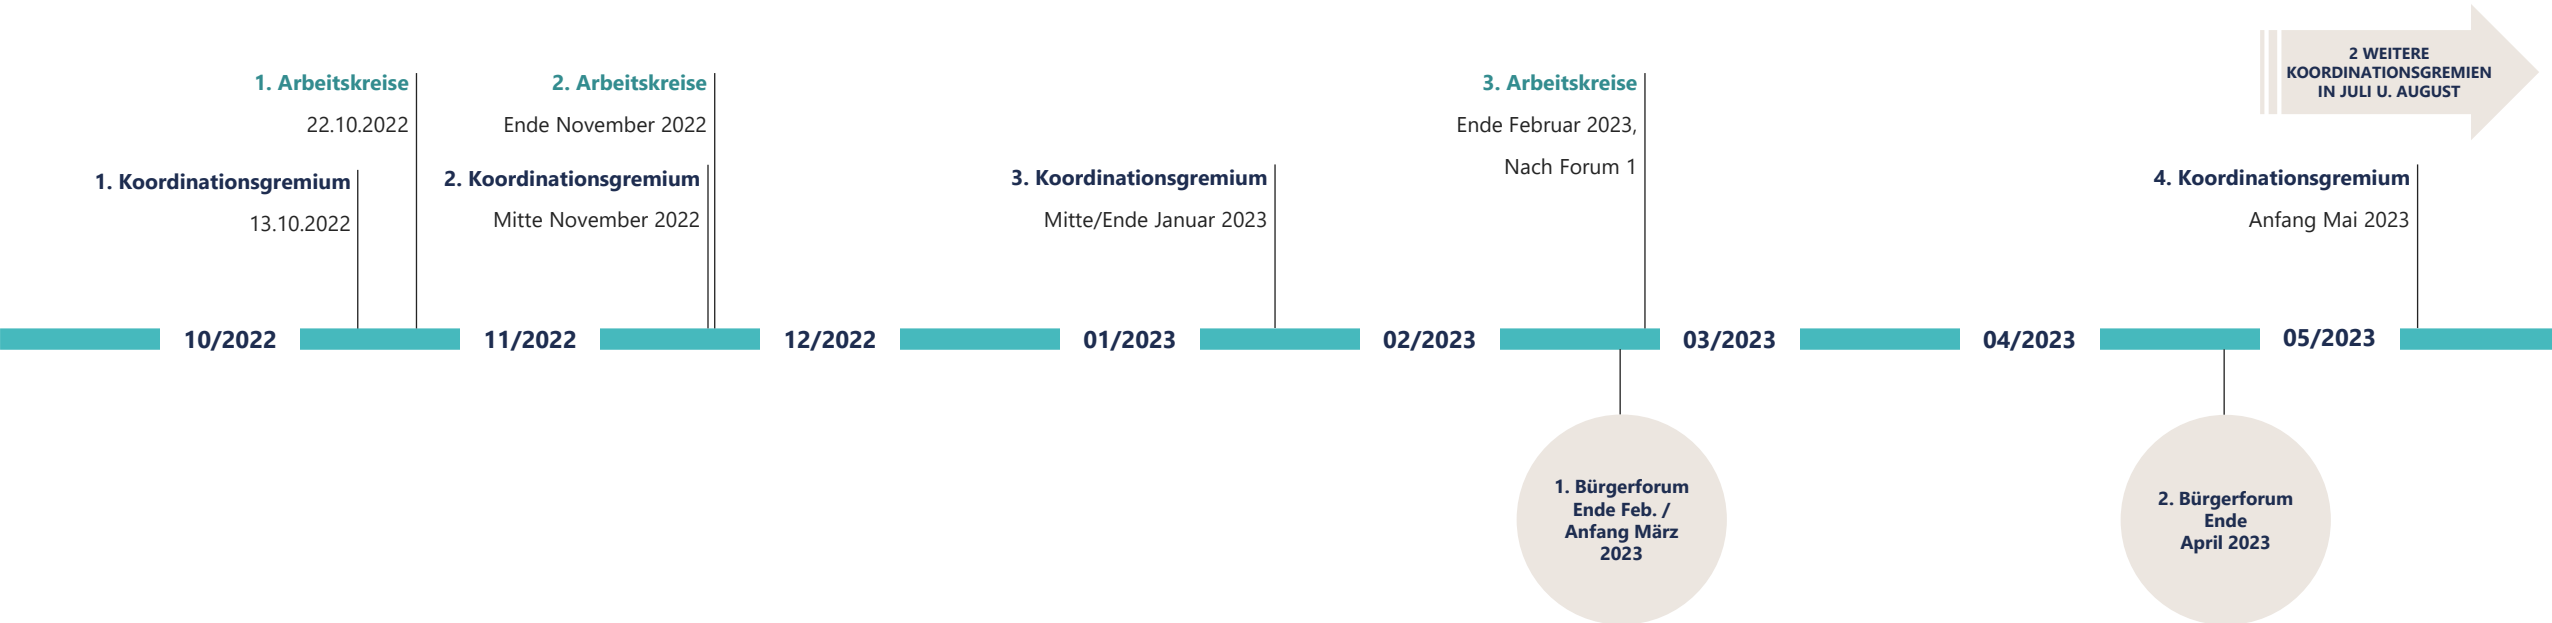 2 WEITERE
KOORDINATIONSGREMIEN
IN JULI U. AUGUST
1. Arbeitskreise
22.10.2022
2. Arbeitskreise
Ende November 2022
3. Arbeitskreise
Ende Februar 2023,
Nach Forum 1
1. Koordinationsgremium
13.10.2022
2. Koordinationsgremium
Mitte November 2022
3. Koordinationsgremium
Mitte/Ende Januar 2023
4. Koordinationsgremium
Anfang Mai 2023
10/2022
11/2022
12/2022
01/2023
02/2023
03/2023
04/2023
05/2023
1. Bürgerforum
Ende Feb. /
Anfang März
2023
2. Bürgerforum
Ende
April 2023